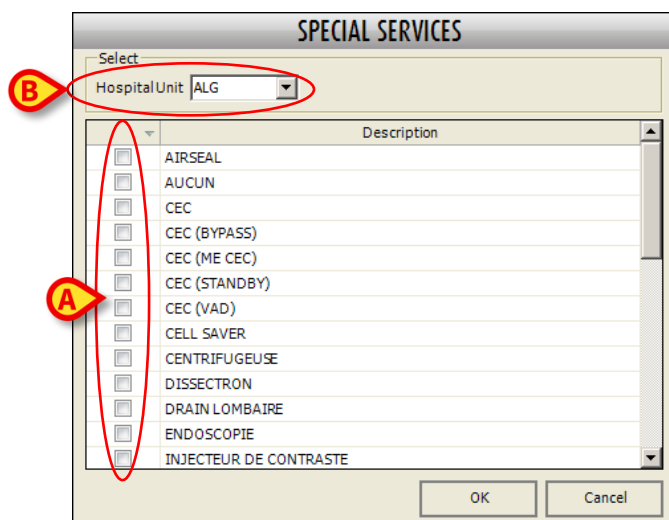 SPECIAL SERVICES
Select
B
Hospital Unit ALG
Description
AIRSEAL
AUCUN
CEC
CEC (BYPASS)
CEC (ME CEC)
CEC (STANDBY)
A
CEC (VAD)
CELL SAVER
CENTRIFUGEUSE
DISSECTRON
DRAIN LOMBAIRE
ENDOSCOPIE
INJECTEUR DE CONTRASTE
OK Cancel